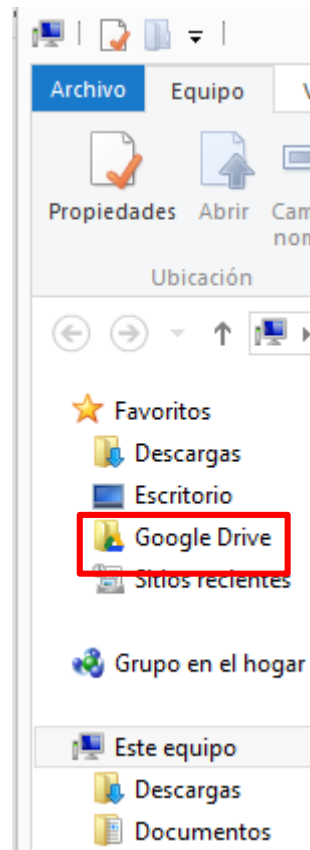 Archivo Equipo V
Propiedades Abrir Cam
nom
Ubicación
Favoritos
Descargas
Escritorio
Google Drive
Sitios recientes
Grupo en el hogar
Este equipo
Descargas
Documentos